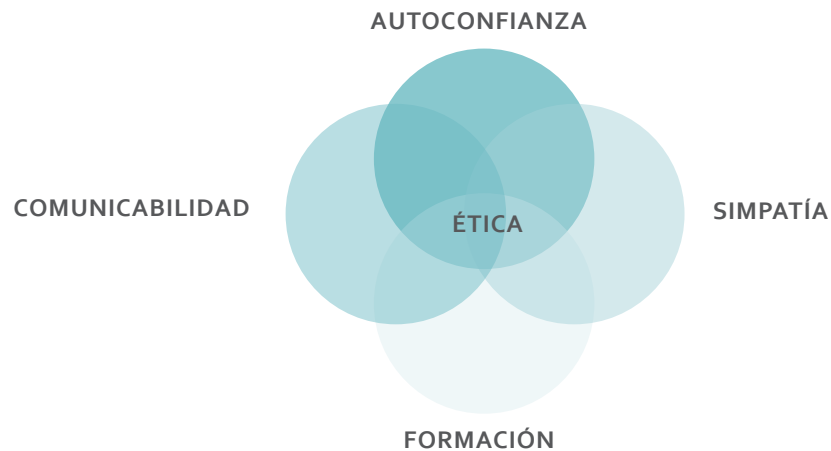 AUTOCONFIANZA
COMUNICABILIDAD
SIMPATÍA
ÉTICA
FORMACIÓN